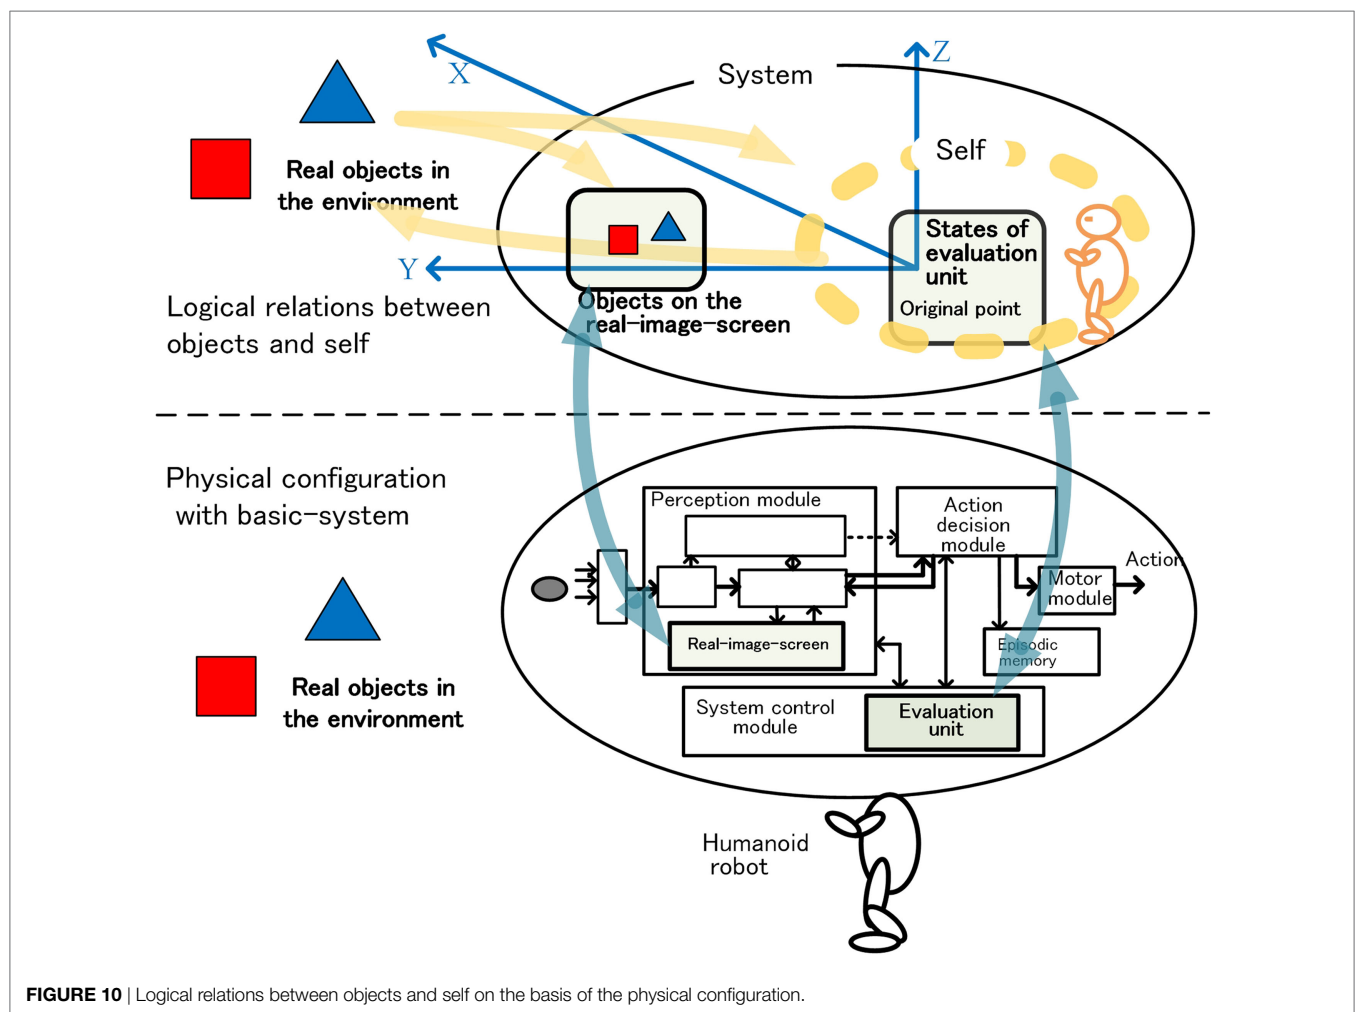 X
System
Z
Self
Real objects in
the environment
States of
evaluation
unit
Y
Original point
Objects on the
real-image-screen
Logical relations between
objects and self
Physical configuration
with basic-system
Perception module
Action
decision
module
Action
Motor
module
Real-image-screen
Episodic
memory
Real objects in
the environment
System control
module
Evaluation
unit
Humanoid
robot
FIGURE 10 | Logical relations between objects and self on the basis of the physical configuration.